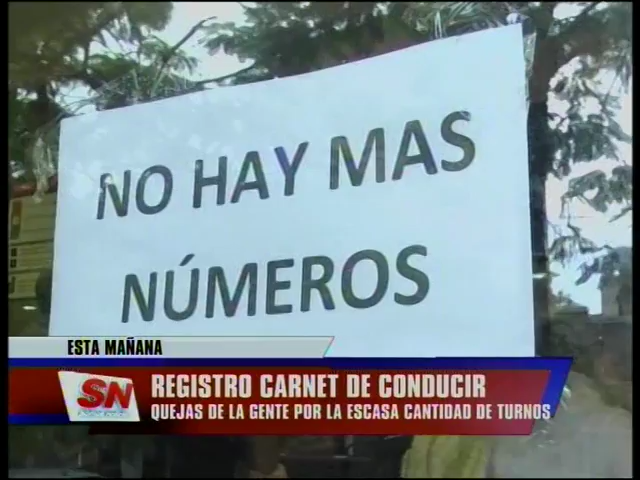 NO HAY MAS
NÚMEROS
ESTA MAÑANA
SN
REGISTRO CARNET DE CONDUCIR
QUEJAS DE LA GENTE POR LA ESCASA CANTIDAD DE TURNOS